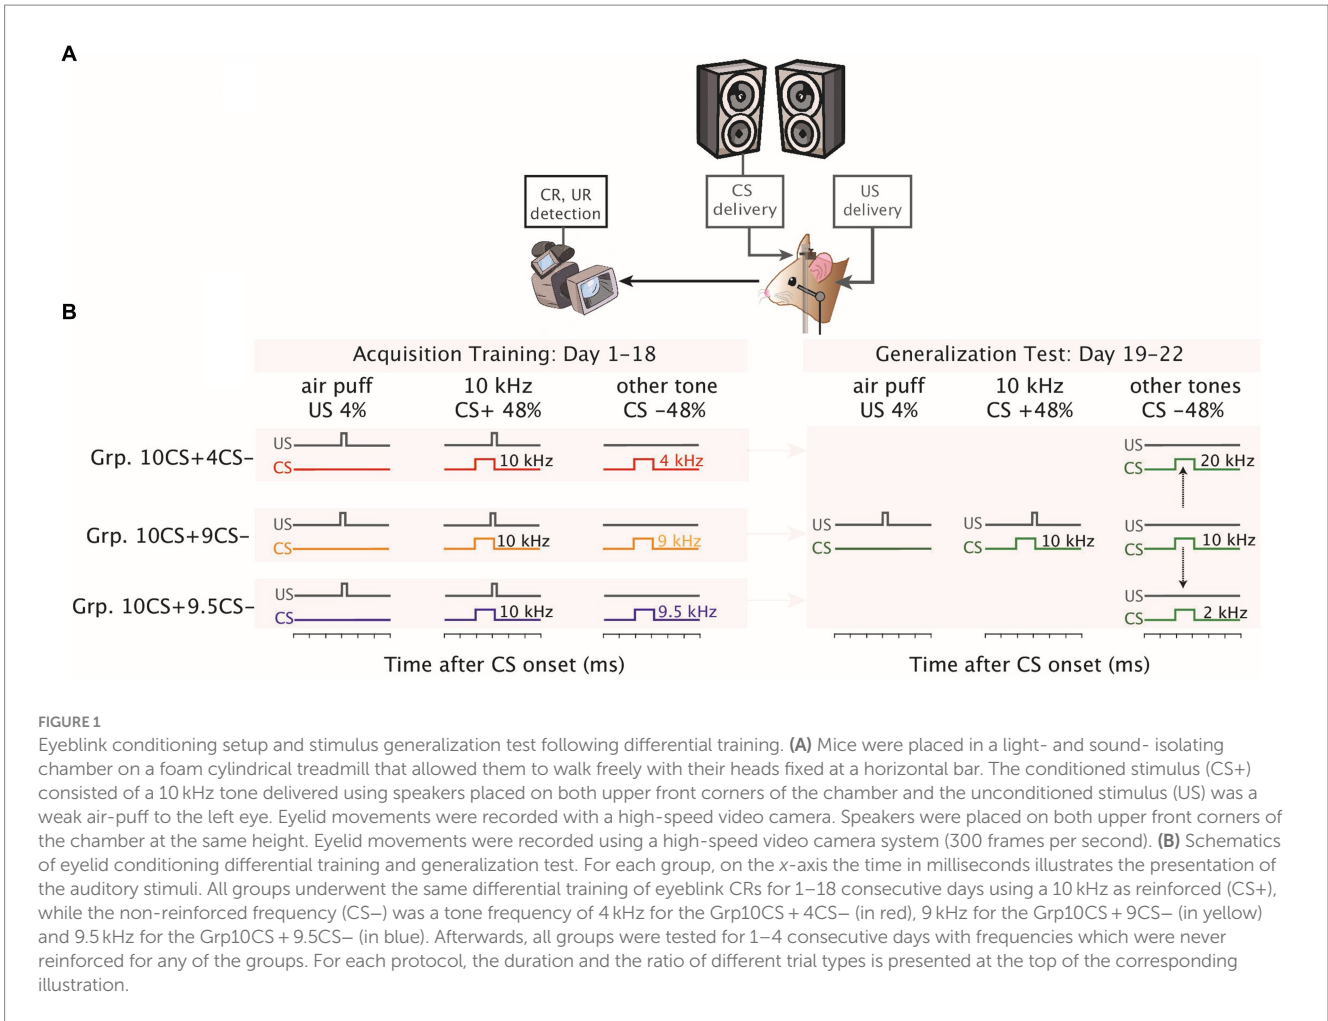 A
CR, UR
detection
CS
delivery
US
delivery
B
Acquisition Training: Day 1–18
Generalization Test: Day 19–22
air puff
US 4%
10 kHz
CS+ 48%
other tone
CS –48%
air puff
US 4%
10 kHz
CS +48%
other tones
CS –48%
Grp. 10CS+4CS–
US
CS
10 kHz
4 kHz
US
CS
20 kHz
Grp. 10CS+9CS–
US
CS
10 kHz
9 kHz
US
CS
US
CS
10 kHz
US
CS
10 kHz
Grp. 10CS+9.5CS–
US
CS
10 kHz
9.5 kHz
US
CS
2 kHz
Time after CS onset (ms)
Time after CS onset (ms)
FIGURE 1
Eyeblink conditioning setup and stimulus generalization test following differential training. (A) Mice were placed in a light- and sound- isolating
chamber on a foam cylindrical treadmill that allowed them to walk freely with their heads fixed at a horizontal bar. The conditioned stimulus (CS+)
consisted of a 10 kHz tone delivered using speakers placed on both upper front corners of the chamber and the unconditioned stimulus (US) was a
weak air-puff to the left eye. Eyelid movements were recorded with a high-speed video camera. Speakers were placed on both upper front corners of
the chamber at the same height. Eyelid movements were recorded using a high-speed video camera system (300 frames per second). (B) Schematics
of eyelid conditioning differential training and generalization test. For each group, on the x-axis the time in milliseconds illustrates the presentation of
the auditory stimuli. All groups underwent the same differential training of eyeblink CRs for 1–18 consecutive days using a 10 kHz as reinforced (CS+),
while the non-reinforced frequency (CS−) was a tone frequency of 4 kHz for the Grp10CS + 4CS− (in red), 9 kHz for the Grp10CS + 9CS− (in yellow)
and 9.5 kHz for the Grp10CS + 9.5CS− (in blue). Afterwards, all groups were tested for 1–4 consecutive days with frequencies which were never
reinforced for any of the groups. For each protocol, the duration and the ratio of different trial types is presented at the top of the corresponding
illustration.